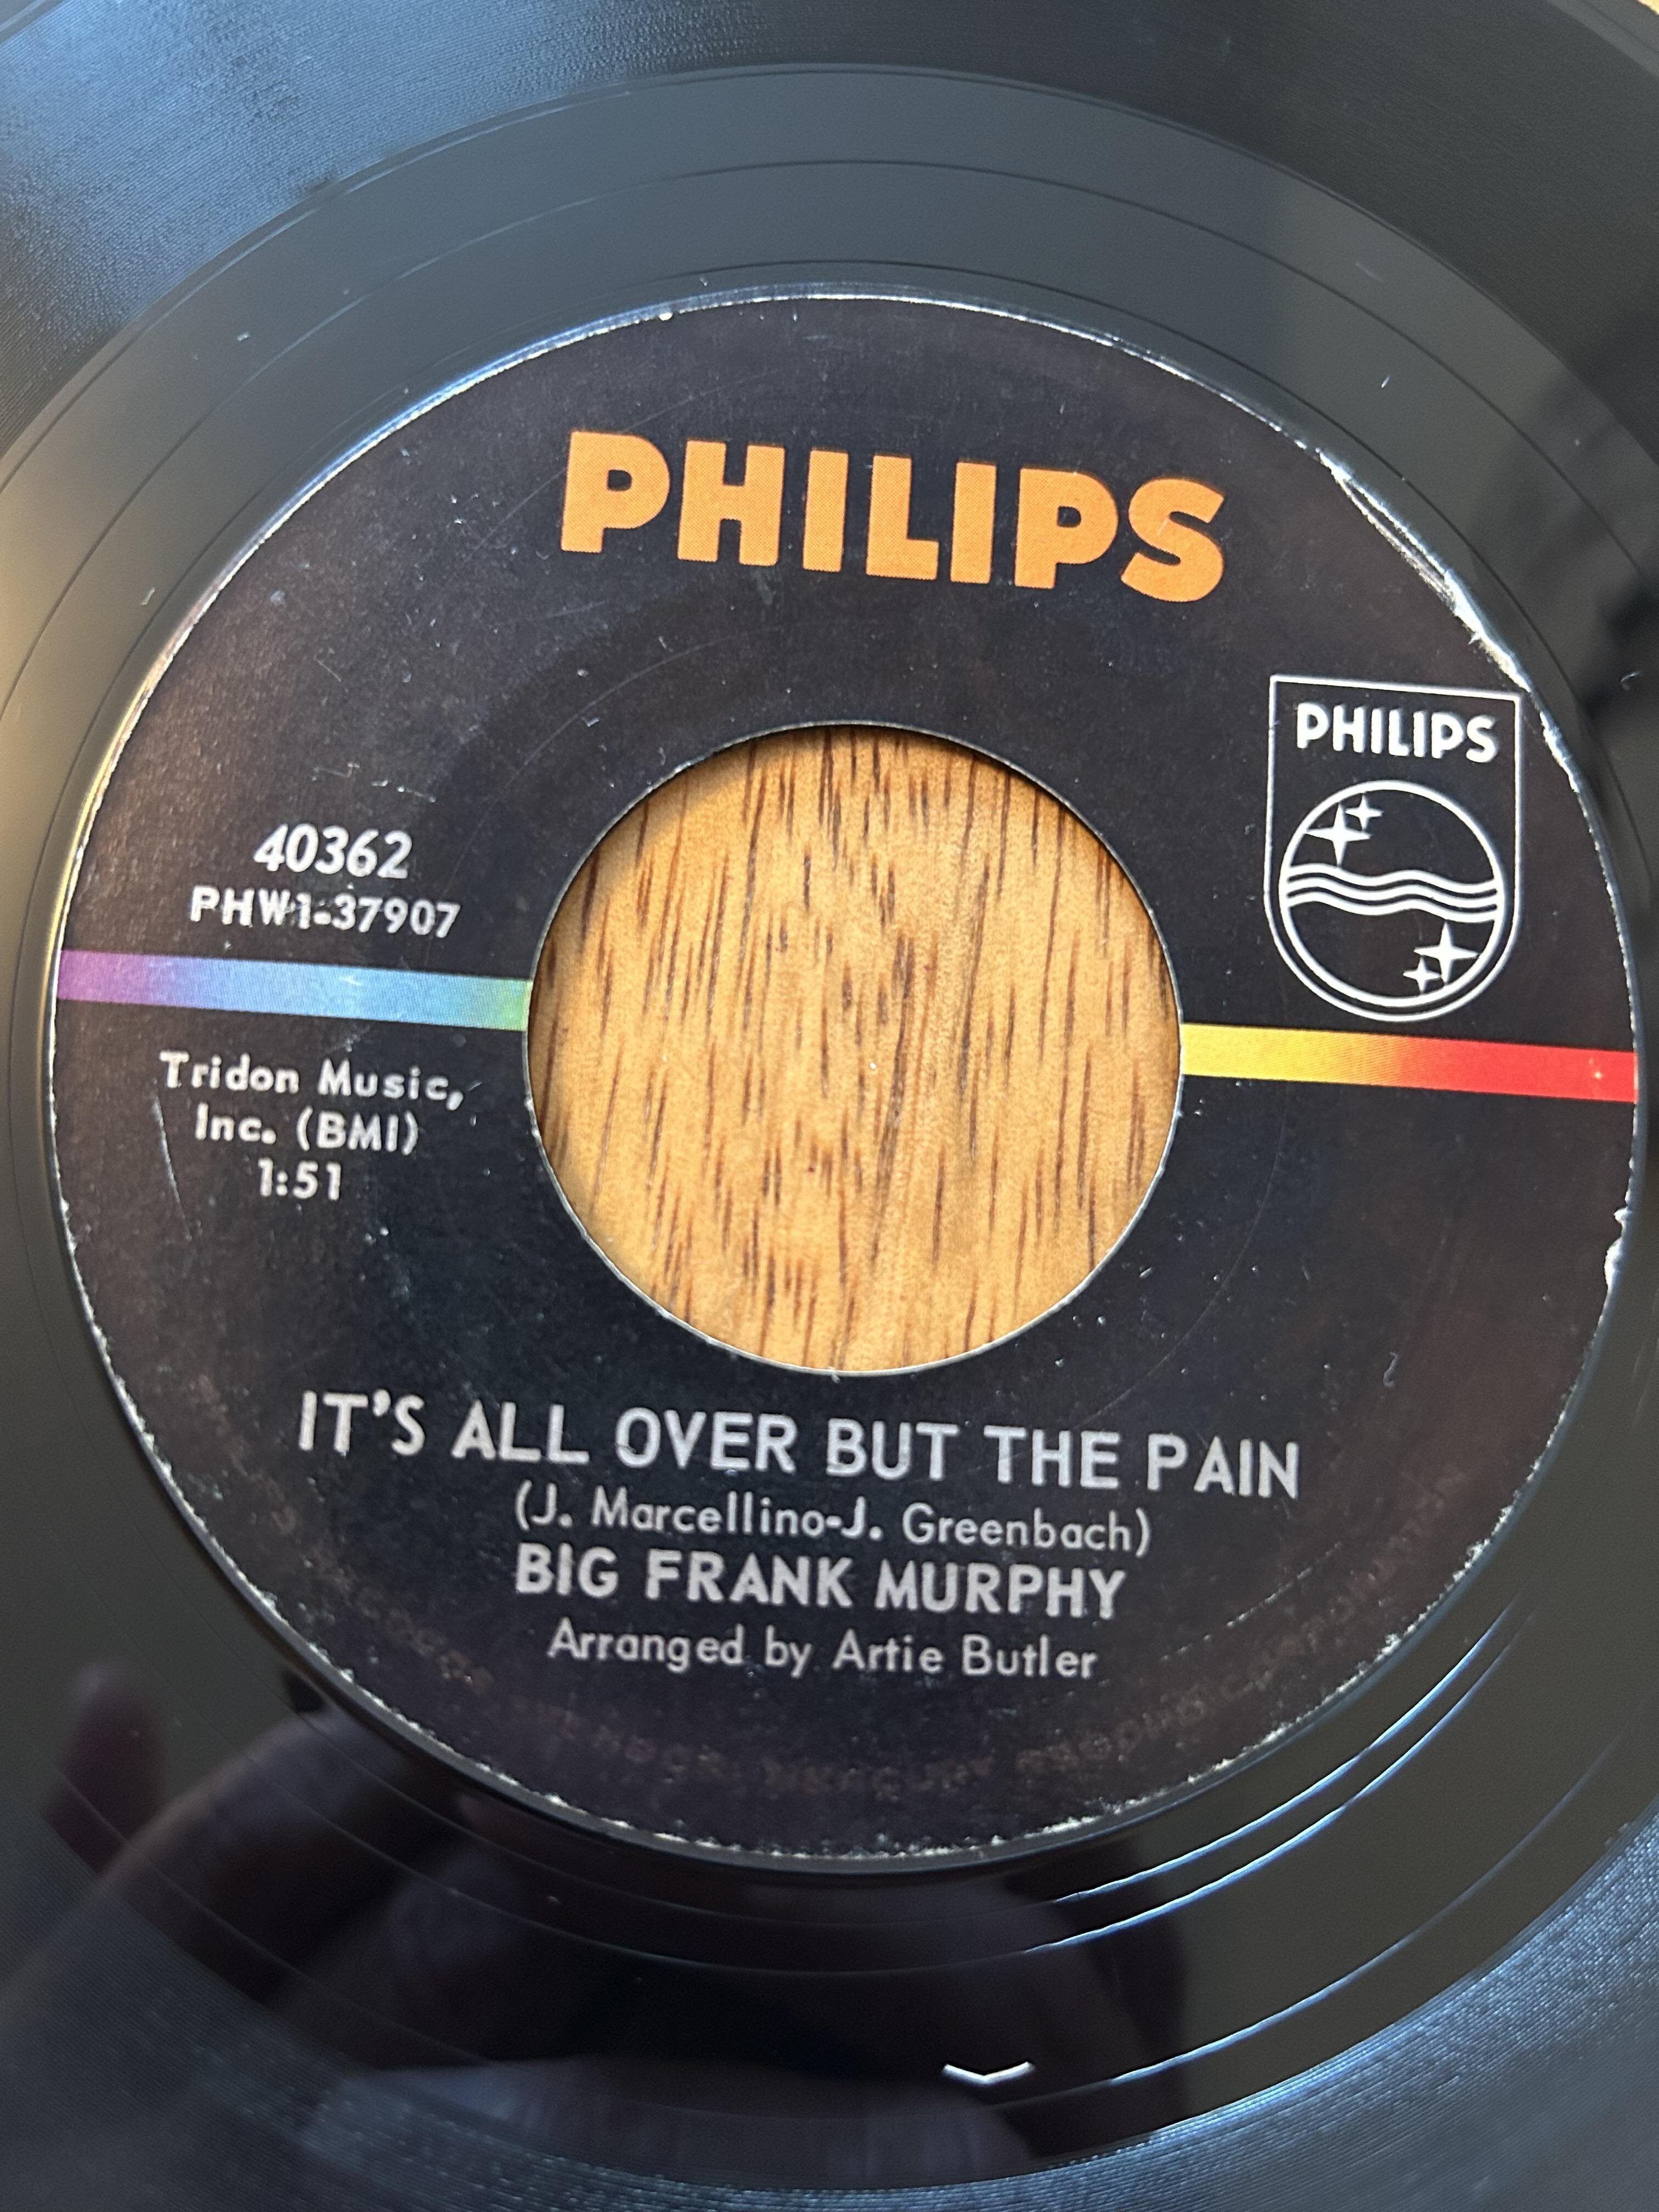 PHILIPS
PHILIPS
40362
PHW1-37907
Tridon Music,
Inc. (BMI)
1:51
IT'S ALL OVER BUT THE PAIN
(J. Marcellino-J. Greenbach)
BIG FRANK MURPHY
Arranged by Artie Butler